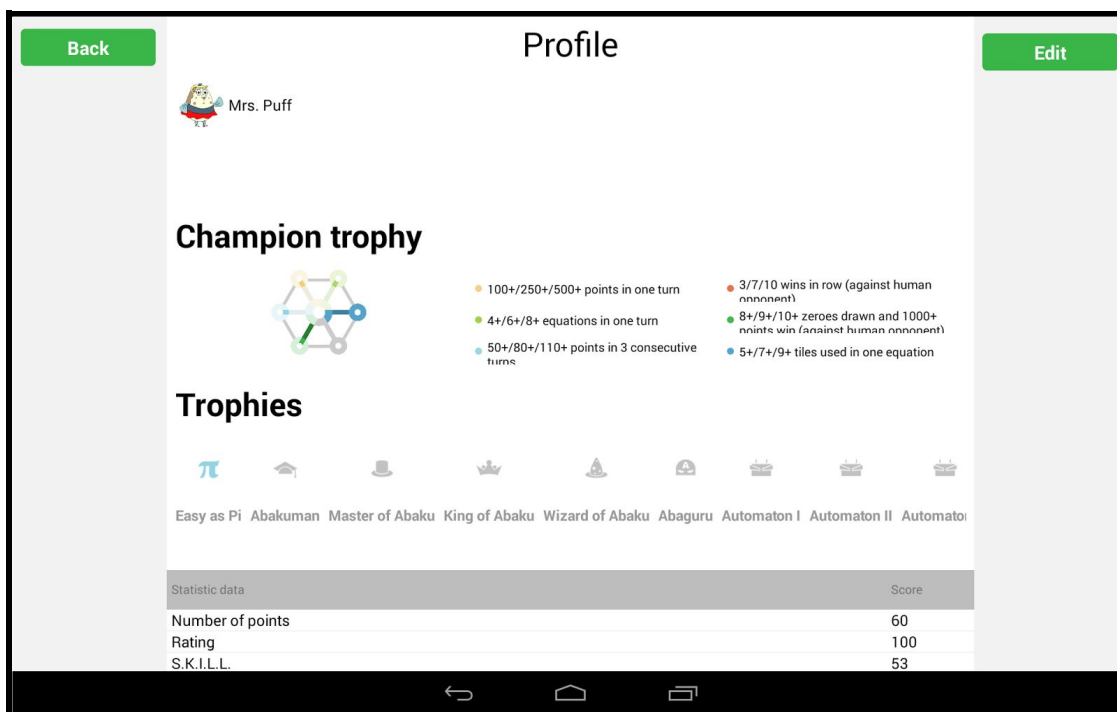 Back
Profile
Edit
Mrs. Puff
Champion trophy
100+/250+/500+ points in one turn
4+/6+/8+ equations in one turn
50+/80+/110+ points in 3 consecutive
turns
3/7/10 wins in row (against human
opponent)
8+/9+/10+ zeroes drawn and 1000+
points win (against human opponent)
5+/7+/9+ tiles used in one equation
Trophies
Easy as Pi Abakuman Master of Abaku King of Abaku Wizard of Abaku Abaguru Automaton I Automaton II Automato
Statistic data Score
Number of points 60
Rating 100
S.K.I.L.L. 53